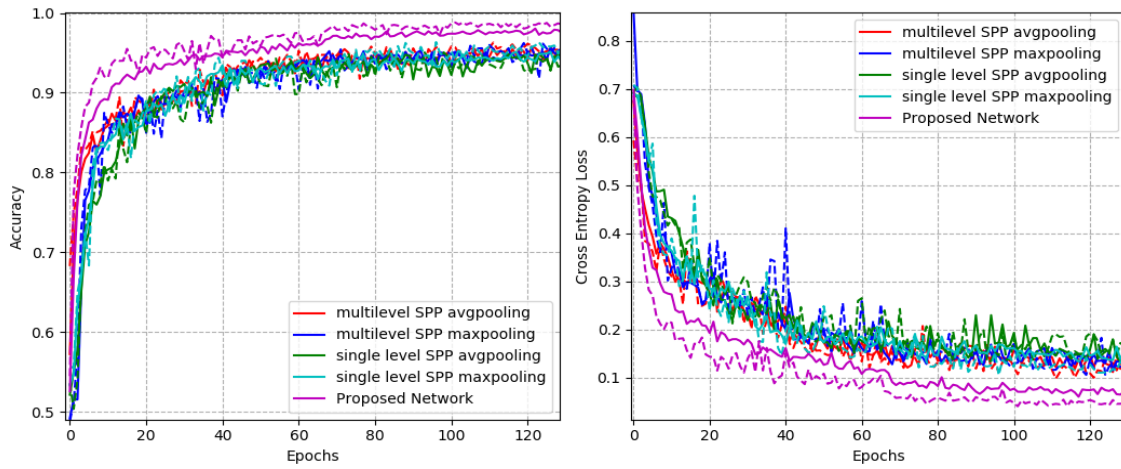 1.0
0.9
0.8
0.7
0.6
0.5
Accuracy
0 20 40 60 80 100 120
Epochs
multilevel SPP avgpooling
multilevel SPP maxpooling
single level SPP avgpooling
single level SPP maxpooling
Proposed Network
0.8
0.7
0.6
0.5
0.4
0.3
0.2
0.1
Cross Entropy Loss
0 20 40 60 80 100 120
Epochs
multilevel SPP avgpooling
multilevel SPP maxpooling
single level SPP avgpooling
single level SPP maxpooling
Proposed Network